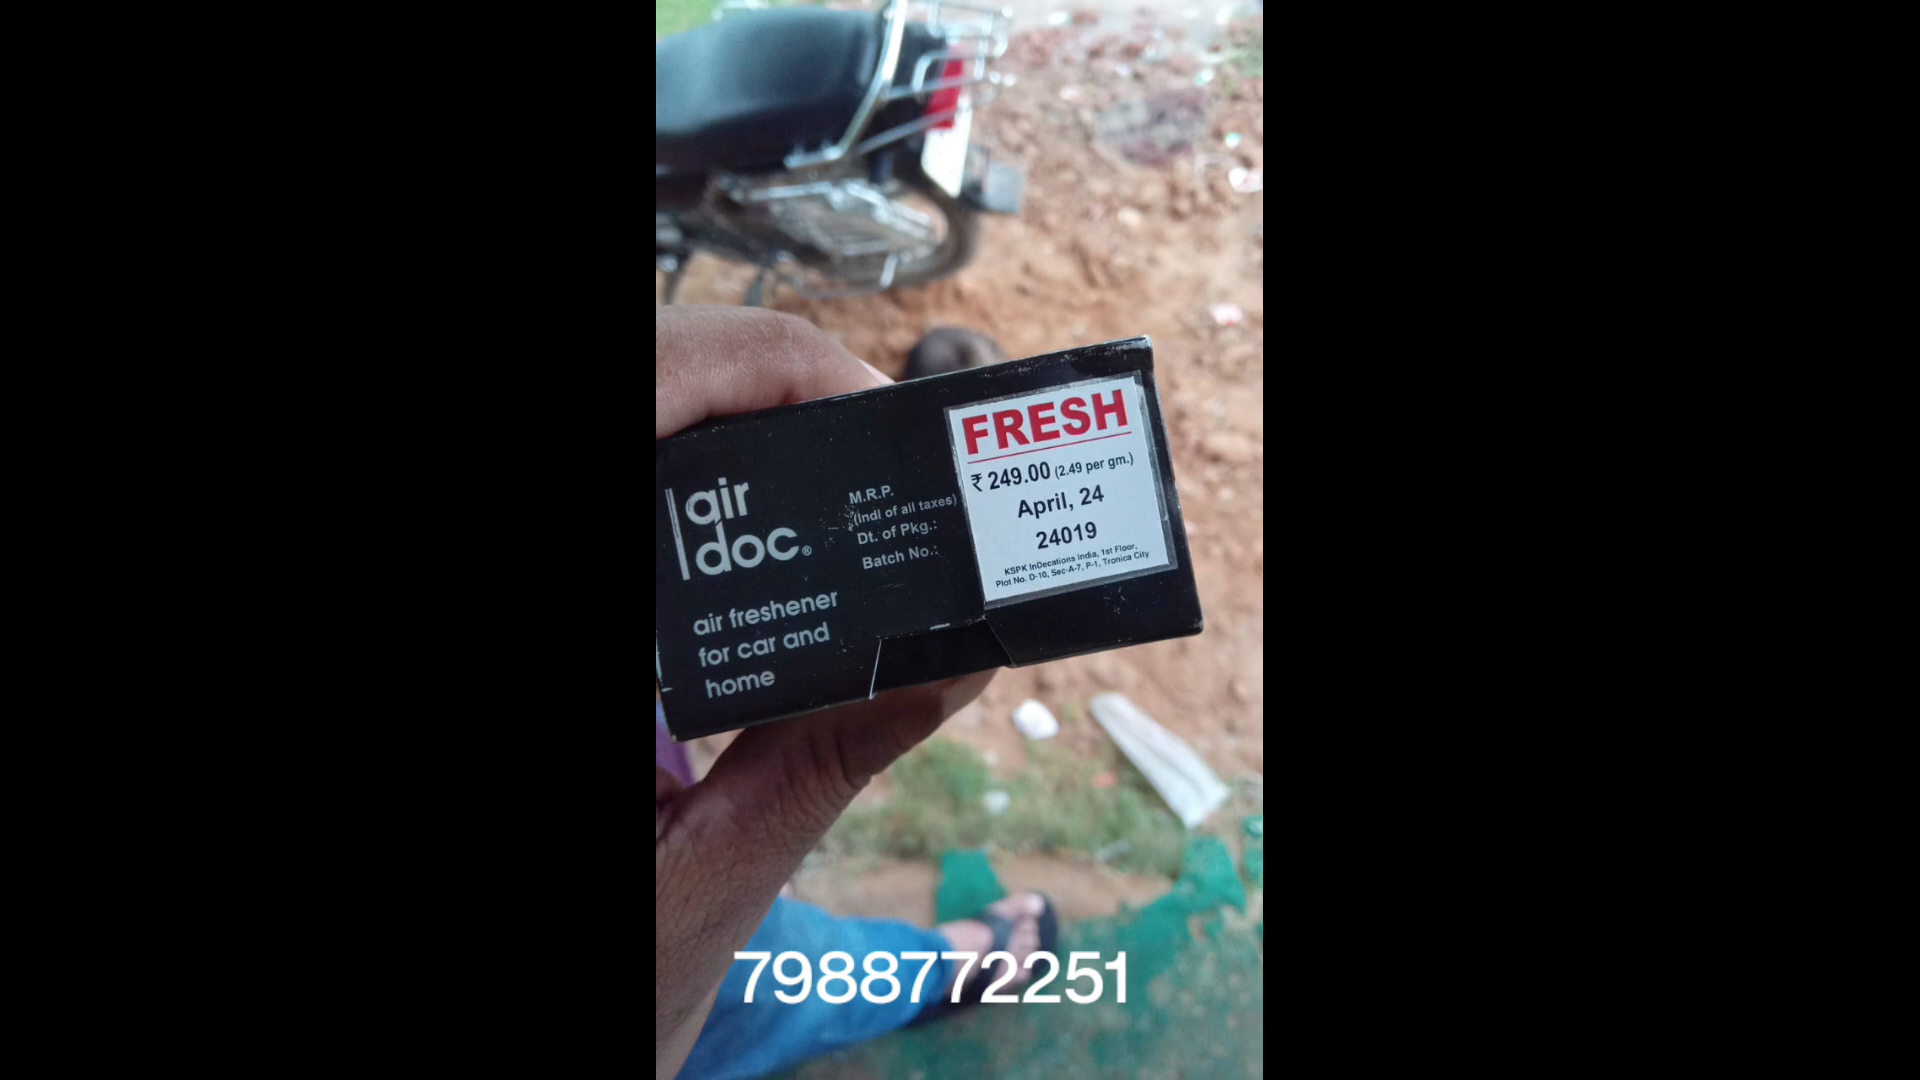 air
doc®
air freshener
for car and
home
M.R.P.
(Indl of all taxes)
Dt. of Pkg.:
Batch No.:
FRESH
₹ 249.00 (2.49 per gm.)
April, 24
24019
KSPK InDecations India, 1st Floor,
Plot No. D-10, Sec-A-7, P-1, Tronica City
7988772251